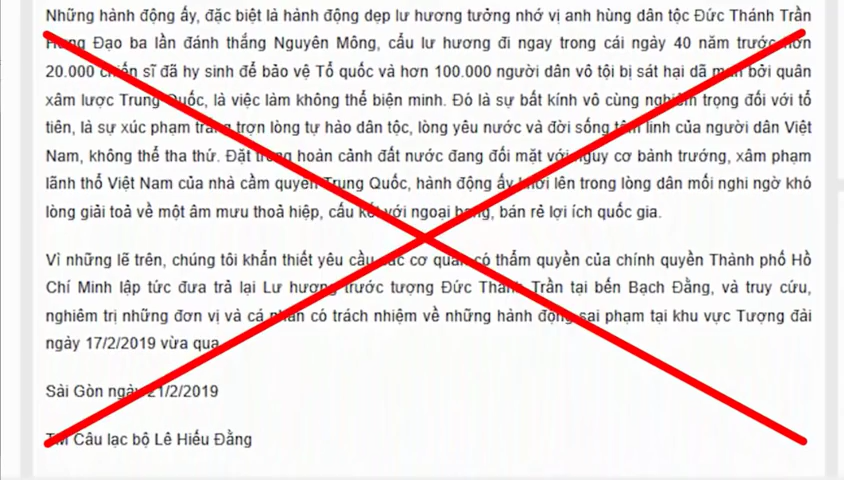 Những hành động ấy, đặc biệt là hành động dẹp lư hương tưởng nhớ vị anh hùng dân tộc Đức Thánh Trần
Hưng Đạo ba lần đánh thắng Nguyên Mông, cẩu lư hương đi ngay trong cái ngày 40 năm trước hơn
20.000 chiến sĩ đã hy sinh để bảo vệ Tổ quốc và hơn 100.000 người dân vô tội bị sát hại dã man bởi quân
xâm lược Trung Quốc, là việc làm không thể biện minh. Đó là sự bất kính vô cùng nghiêm trọng đối với tổ
tiên, là sự xúc phạm trắng trợn lòng tự hào dân tộc, lòng yêu nước và đời sống tâm linh của người dân Việt
Nam, không thể tha thứ. Đặt trong hoàn cảnh đất nước đang đối mặt với nguy cơ bành trướng, xâm phạm
lãnh thổ Việt Nam của nhà cầm quyền Trung Quốc, hành động ấy khơi lên trong lòng dân mối nghi ngờ khó
lòng giải toả về một âm mưu thoả hiệp, cấu kết với ngoại bang, bán rẻ lợi ích quốc gia.
Vì những lẽ trên, chúng tôi khẩn thiết yêu cầu các cơ quan có thẩm quyền của chính quyền Thành phố Hồ
Chí Minh lập tức đưa trả lại Lư hương trước tượng Đức Thánh Trần tại bến Bạch Đằng, và truy cứu,
nghiêm trị những đơn vị và cá nhân có trách nhiệm về những hành động sai phạm tại khu vực Tượng đài
ngày 17/2/2019 vừa qua.
Sài Gòn ngày 21/2/2019
TM Câu lạc bộ Lê Hiếu Đằng